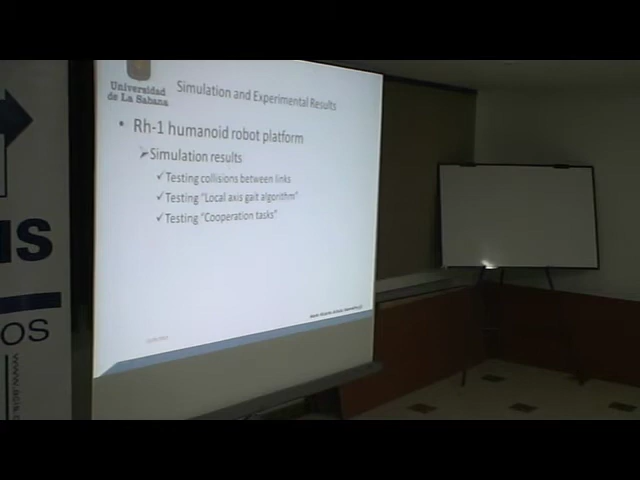 Universidad
de La Sabana
Simulation and Experimental Results
• Rh-1 humanoid robot platform
➢Simulation results
✓Testing collisions between links
✓Testing "Local axis gait algorithm"
✓Testing "Cooperation tasks"
IS
OS